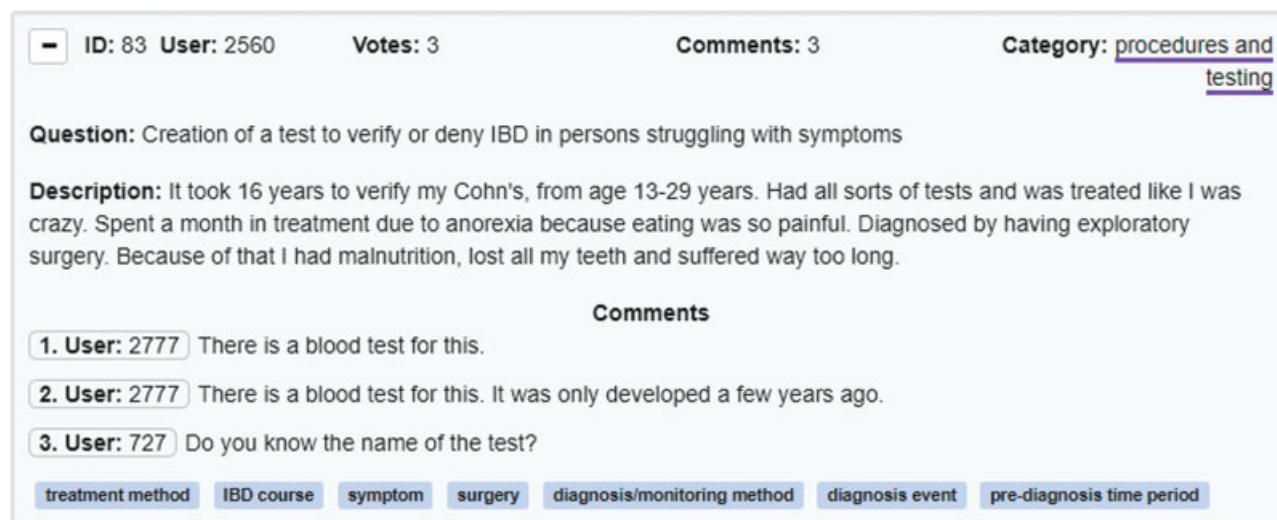 − ID: 83 User: 2560 Votes: 3 Comments: 3 Category: procedures and
testing
Question: Creation of a test to verify or deny IBD in persons struggling with symptoms
Description: It took 16 years to verify my Cohn's, from age 13-29 years. Had all sorts of tests and was treated like I was
crazy. Spent a month in treatment due to anorexia because eating was so painful. Diagnosed by having exploratory
surgery. Because of that I had malnutrition, lost all my teeth and suffered way too long.
Comments
1. User: 2777 There is a blood test for this.
2. User: 2777 There is a blood test for this. It was only developed a few years ago.
3. User: 727 Do you know the name of the test?
treatment method IBD course symptom surgery diagnosis/monitoring method diagnosis event pre-diagnosis time period